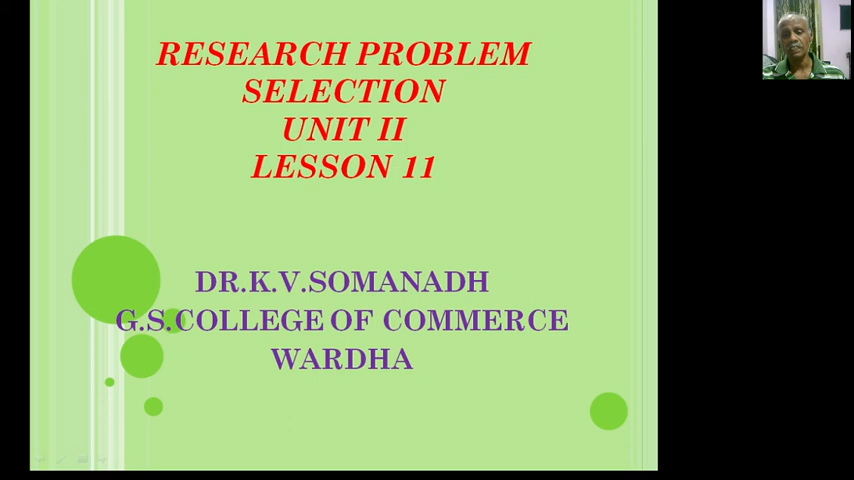 RESEARCH PROBLEM
SELECTION
UNIT II
LESSON 11
DR.K.V.SOMANADH
G.S.COLLEGE OF COMMERCE
WARDHA